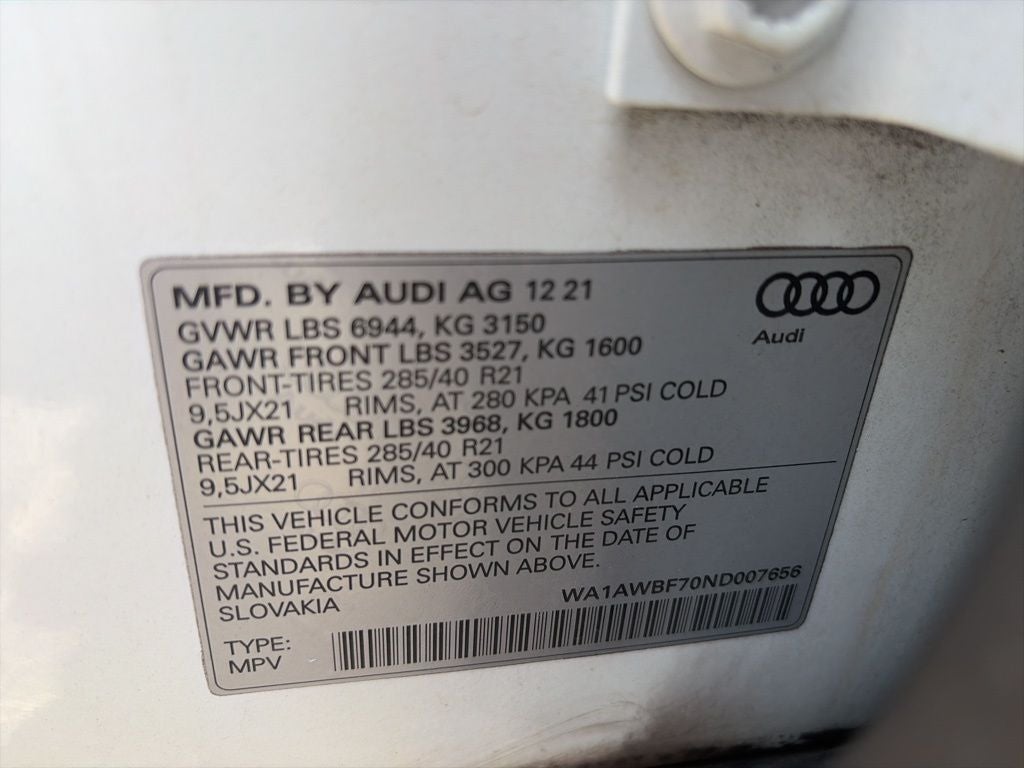 MFD. BY AUDI AG 12 21
GVWR LBS 6944, KG 3150
GAWR FRONT LBS 3527, KG 1600
FRONT-TIRES 285/40 R21
9,5JX21 RIMS, AT 280 KPA 41 PSI COLD
GAWR REAR LBS 3968, KG 1800
REAR-TIRES 285/40 R21
9,5JX21 RIMS, AT 300 KPA 44 PSI COLD
Audi
THIS VEHICLE CONFORMS TO ALL APPLICABLE
U.S. FEDERAL MOTOR VEHICLE SAFETY
STANDARDS IN EFFECT ON THE DATE OF
MANUFACTURE SHOWN ABOVE.
SLOVAKIA
WA1AWBF70ND007656
TYPE:
MPV